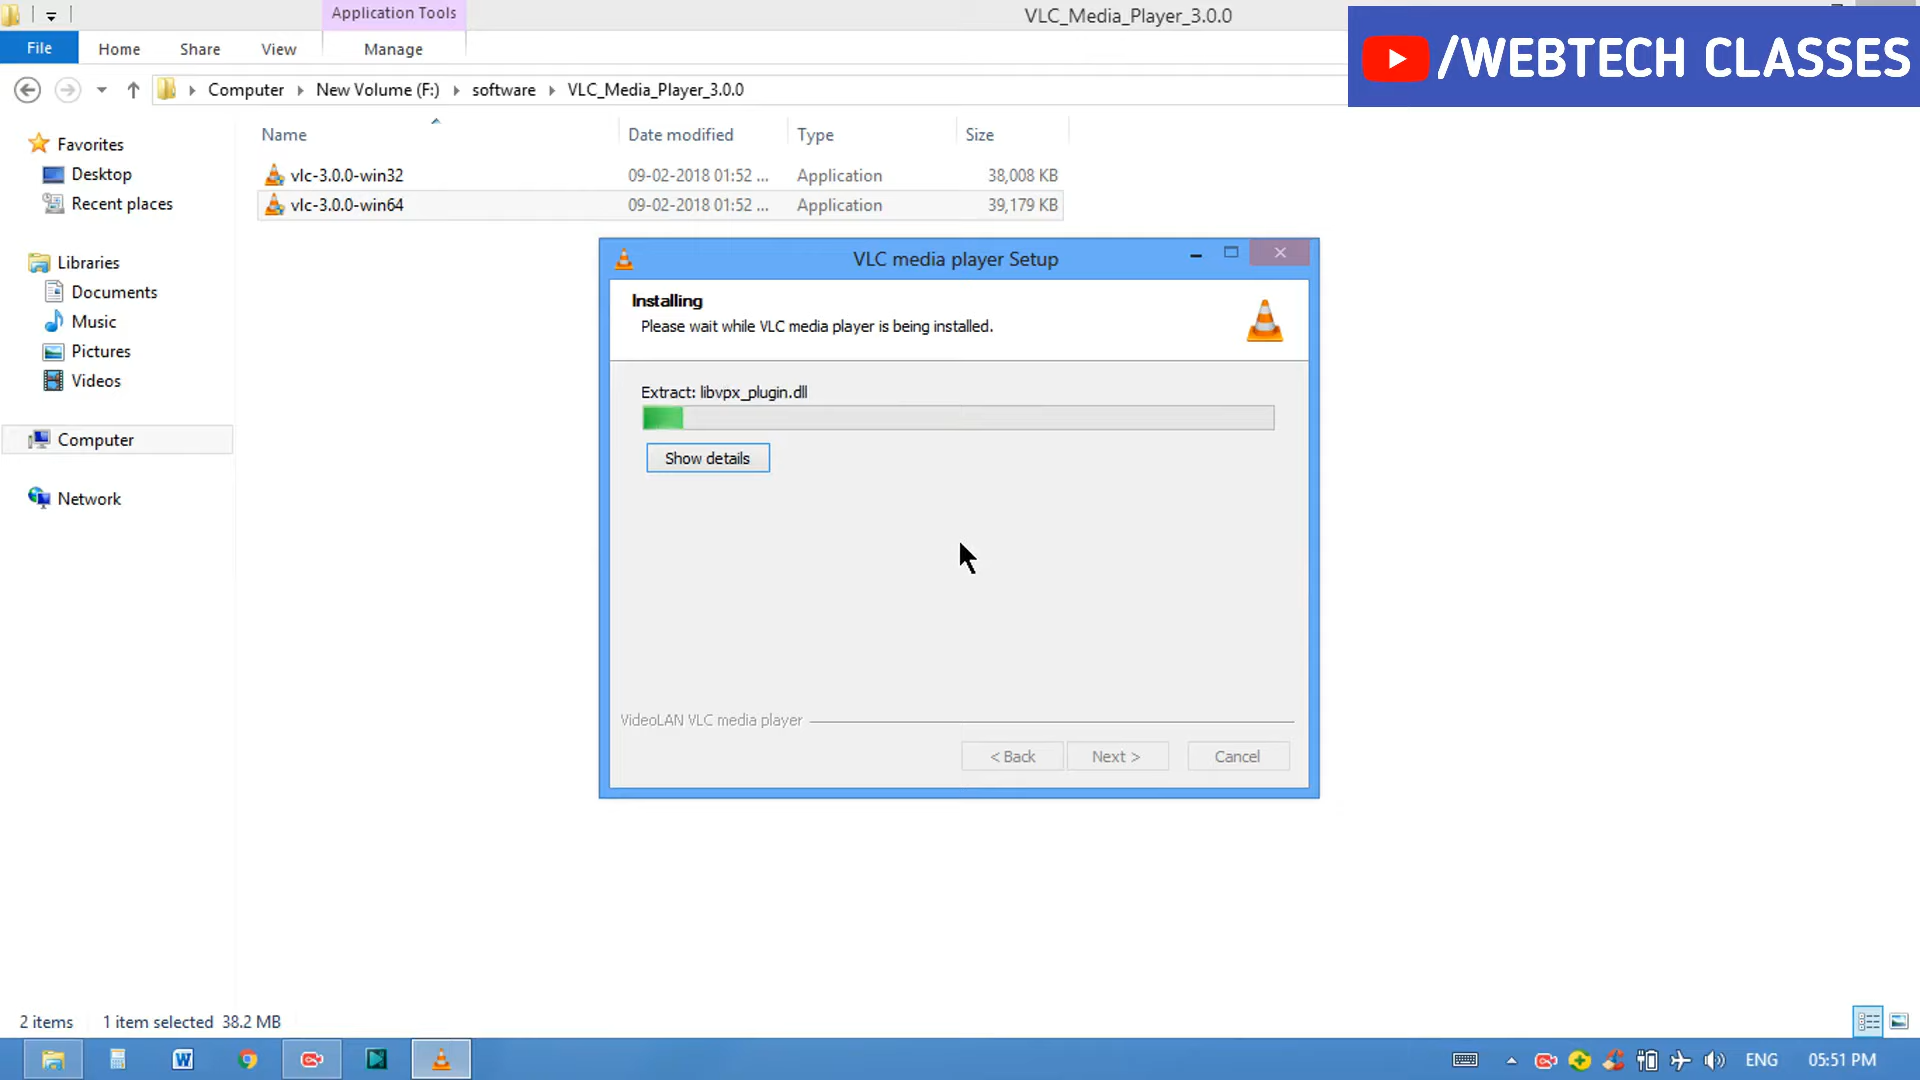 Application Tools
VLC_Media_Player_3.0.0
/WEBTECH CLASSES
File Home Share View Manage
Computer New Volume (F:) software VLC_Media_Player_3.0.0
Name Date modified Type Size
vlc-3.0.0-win32 09-02-2018 01:52 ... Application 38,008 KB
vlc-3.0.0-win64 09-02-2018 01:52 ... Application 39,179 KB
Favorites
Desktop
Recent places
Libraries
Documents
Music
Pictures
Videos
Computer
Network
VLC media player Setup
Installing
Please wait while VLC media player is being installed.
Extract: libvpx_plugin.dll
Show details
VideoLAN VLC media player
< Back Next > Cancel
2 items 1 item selected 38.2 MB
ENG 05:51 PM